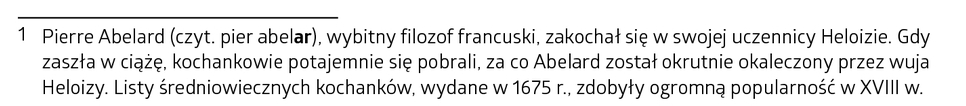 1 Pierre Abelard (czyt. pier abelar), wybitny filozof francuski, zakochał się w swojej uczennicy Heloizie. Gdy
zaszła w ciążę, kochankowie potajemnie się pobrali, za co Abelard został okrutnie okaleczony przez wuja
Heloizy. Listy średniowiecznych kochanków, wydane w 1675 r., zdobyły ogromną popularność w XVIII w.